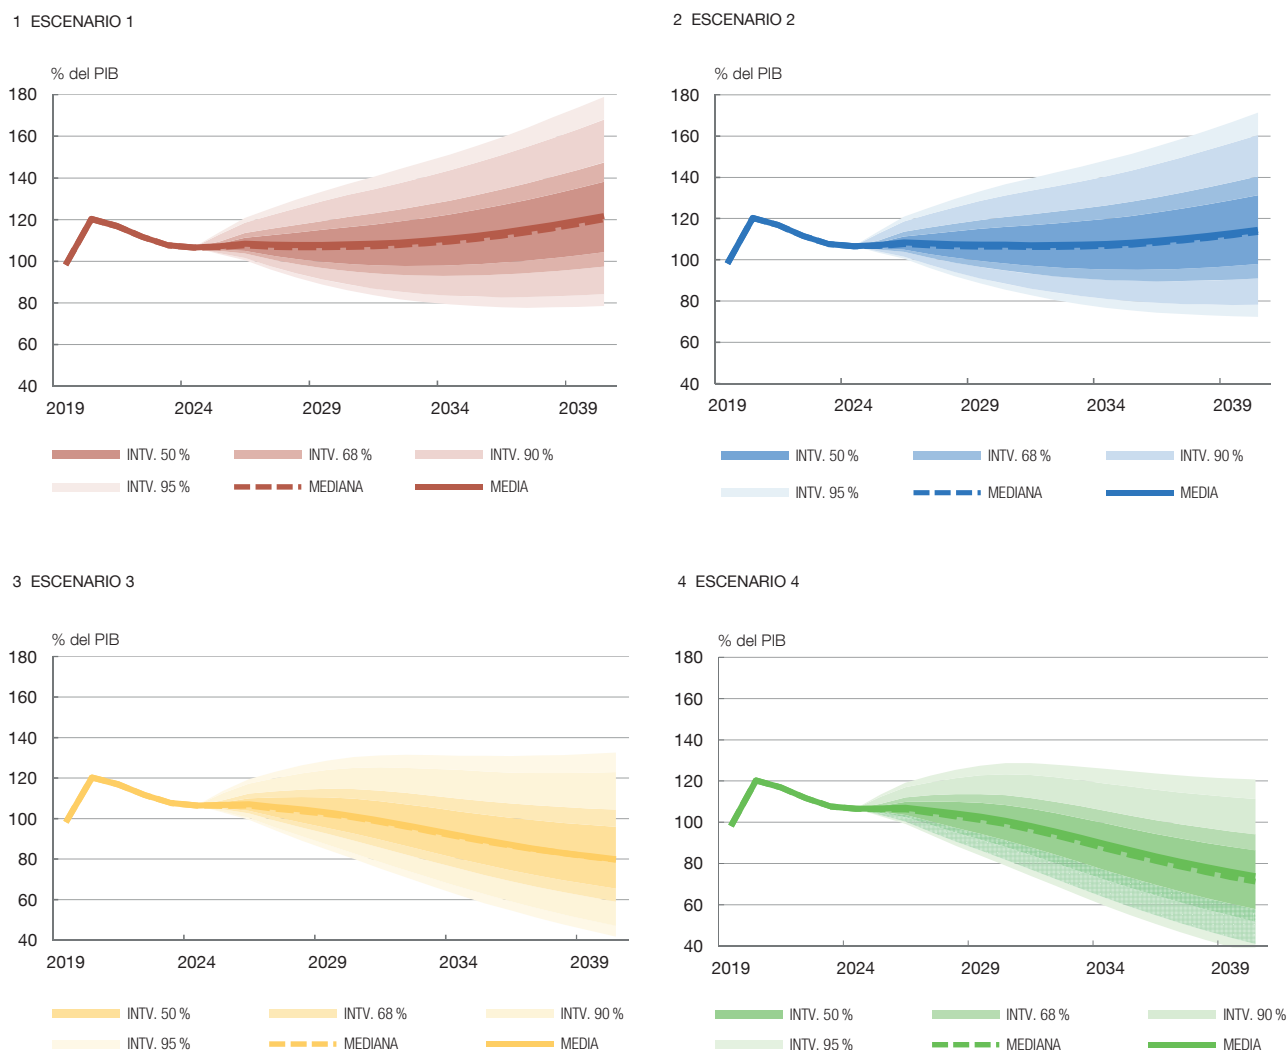 1 ESCENARIO 1
% del PIB
180
160
140
120
100
80
60
40
2019 2024 2029 2034 2039
INTV. 50 % INTV. 68 % INTV. 90 %
INTV. 95 % MEDIANA MEDIA
2 ESCENARIO 2
% del PIB
180
160
140
120
100
80
60
40
2019 2024 2029 2034 2039
INTV. 50 % INTV. 68 % INTV. 90 %
INTV. 95 % MEDIANA MEDIA
3 ESCENARIO 3
% del PIB
180
160
140
120
100
80
60
40
2019 2024 2029 2034 2039
INTV. 50 % INTV. 68 % INTV. 90 %
INTV. 95 % MEDIANA MEDIA
4 ESCENARIO 4
% del PIB
180
160
140
120
100
80
60
40
2019 2024 2029 2034 2039
INTV. 50 % INTV. 68 % INTV. 90 %
INTV. 95 % MEDIANA MEDIA